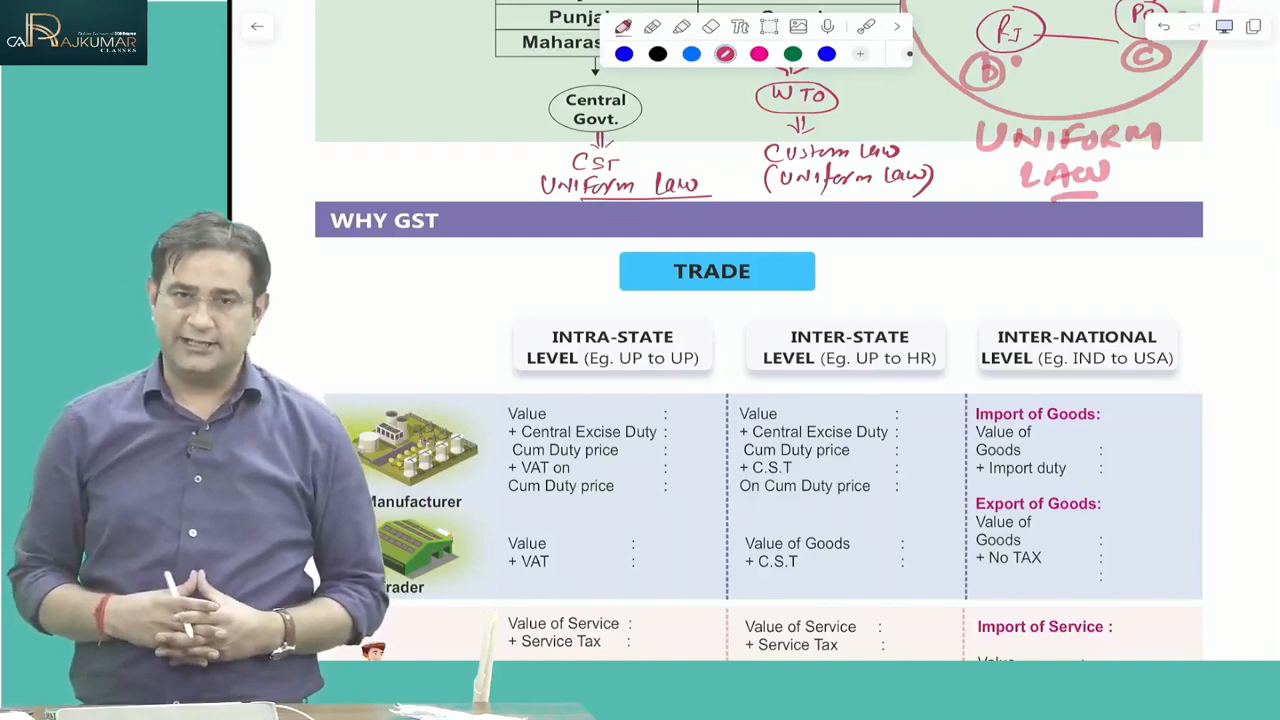 CA RAJKUMAR
CLASSES
Punja
Maharas
Central
Govt.
CST
UNIFORM LAW
WTO
CUSTOM LAW
(UNIFORM LAW)
RJ
D
C
UNIFORM
LAW
Tt
WHY GST
TRADE
INTRA-STATE
LEVEL (Eg. UP to UP)
INTER-STATE
LEVEL (Eg. UP to HR)
INTER-NATIONAL
LEVEL (Eg. IND to USA)
Manufacturer
Value :
+ Central Excise Duty :
Cum Duty price :
+ VAT on :
Cum Duty price :
Value :
+ Central Excise Duty :
Cum Duty price :
+ C.S.T :
On Cum Duty price :
Import of Goods:
Value of
Goods :
+ Import duty :
Export of Goods:
Value of
Goods :
+ No TAX :
:
rader
Value :
+ VAT :
Value of Goods :
+ C.S.T :
Value of Service :
+ Service Tax :
Value of Service :
+ Service Tax :
Import of Service :